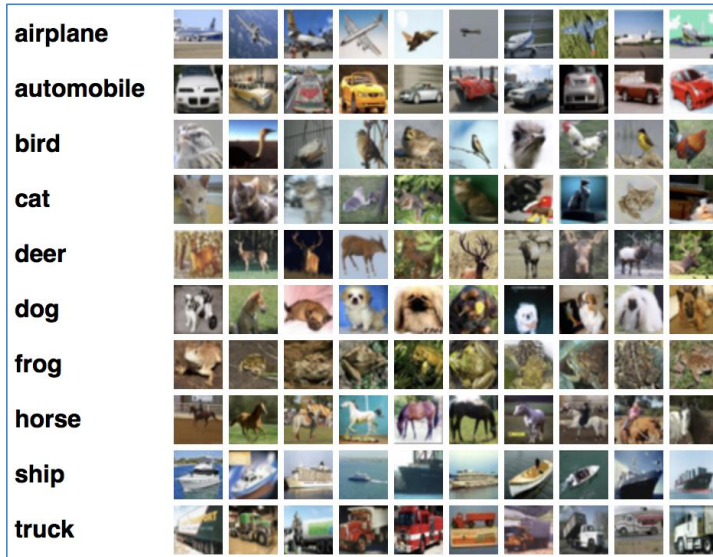 airplane
automobile
bird
cat
deer
dog
frog
horse
ship
truck